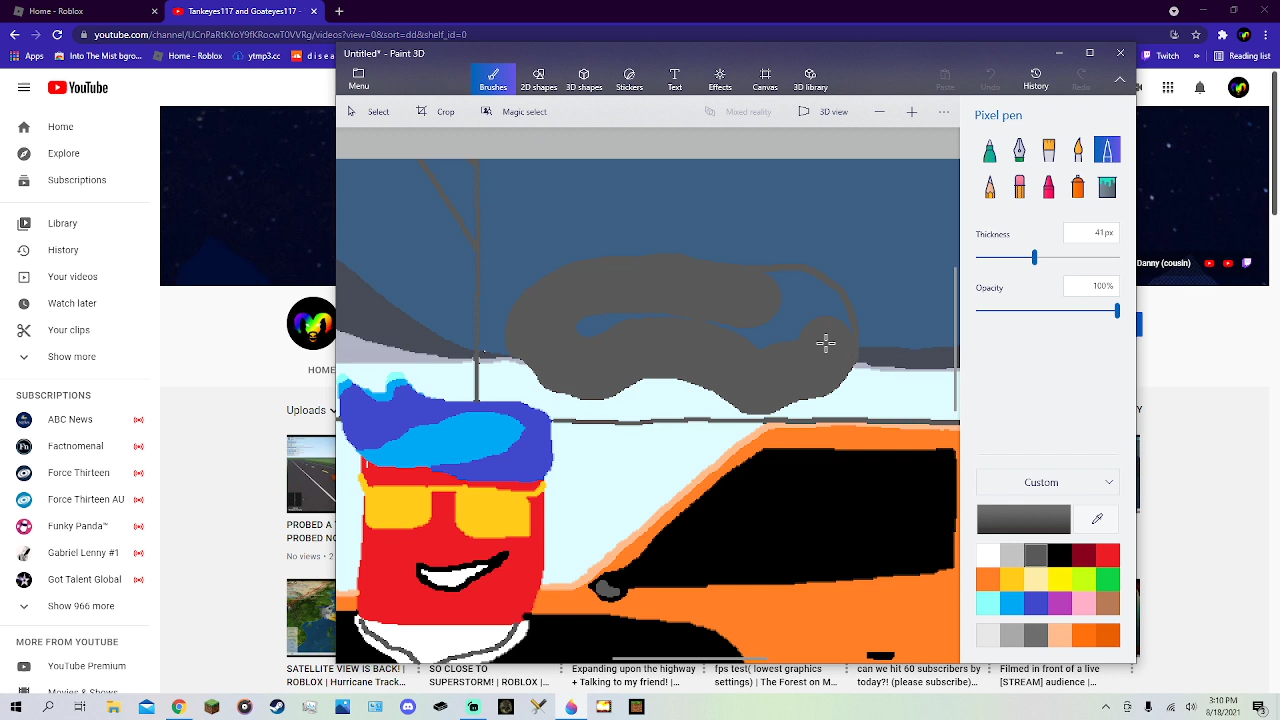 Home - Roblox
Tankeyes117 and Goateyes117 -
youtube.com/channel/UCnPaRtKYoY9fKRocwT0VVRg/videos?view=0&sort=dd&shelf_id=0
Apps
Into The Mist bgro...
Home - Roblox
ytmp3.cc
d i s e a
Twitch
Reading list
YouTube
Home
Explore
Subscriptions
Library
History
Your videos
Watch later
Your clips
Show more
SUBSCRIPTIONS
ABC News
Factnomenal
Force Thirteen
Force Thirteen AU
Funky Panda™
Gabriel Lenny #1
Got Talent Global
Show 966 more
MORE FROM YOUTUBE
YouTube Premium
Movies & Shows
HOME
Uploads
PROBED A
PROBED NO
No views • 2
Danny (cousin)
SATELLITE VIEW IS BACK! |
ROBLOX | Hurricane Track...
SO CLOSE TO
SUPERSTORM! | ROBLOX |...
Expanding upon the highway
+ Talking to my friend! |...
fps test( lowest graphics
settings) | The Forest on M...
can we hit 60 subscribers by
today?! (please subscribe)...
Filmed in front of a live
[STREAM] audience |...
Untitled* - Paint 3D
Menu
Brushes
2D shapes
3D shapes
Stickers
Text
Effects
Canvas
3D library
Paste
Undo
History
Redo
Select
Crop
Magic select
Mixed reality
3D view
Pixel pen
Thickness
41px
Opacity
100%
Custom
3:10 PM
8/18/2021